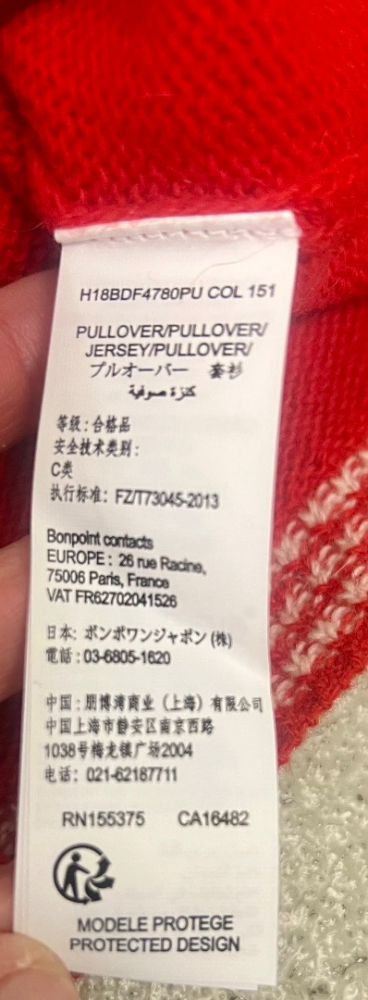 H18BDF4780PU COL 151
PULLOVER/PULLOVER/
JERSEY/PULLOVER/
プルオーバー 套衫
كنزة صوفية
等级：合格品
安全技术类别：
C类
执行标准：FZ/T73045-2013
Bonpoint contacts
EUROPE : 26 rue Racine,
75006 Paris, France
VAT FR62702041526
日本: ボンポワンジャポン (株)
電話 : 03-6805-1620
中国 : 朋博湾商业（上海）有限公司
中国上海市静安区南京西路
1038号梅龙镇广场2004
电话: 021-62187711
RN155375 CA16482
MODELE PROTEGE
PROTECTED DESIGN